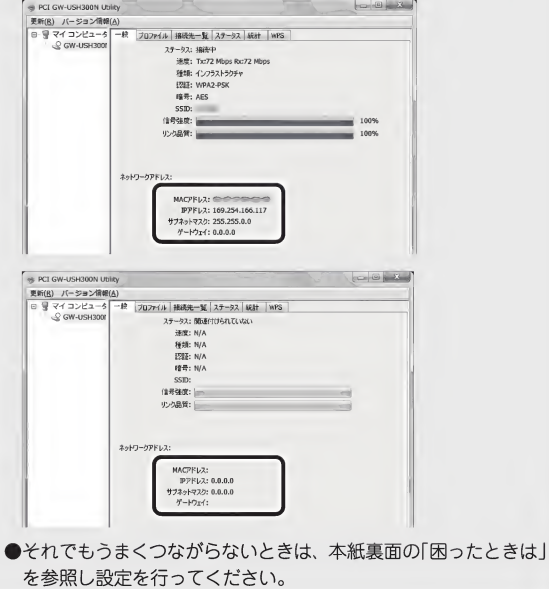 PCI GW-USH300N Utility
更新(R) バージョン情報(A)
マイ コンピュータ
GW-USH300N
一般 プロファイル 接続先一覧 ステータス 統計 WPS
ステータス: 接続中
速度: Tx:72 Mbps Rx:72 Mbps
種類: インフラストラクチャ
認証: WPA2-PSK
暗号: AES
SSID:
信号強度: 100%
リンク品質: 100%
ネットワークアドレス:
MACアドレス:
IPアドレス: 169.254.166.117
サブネットマスク: 255.255.0.0
ゲートウェイ: 0.0.0.0
PCI GW-USH300N Utility
更新(R) バージョン情報(A)
マイ コンピュータ
GW-USH300N
一般 プロファイル 接続先一覧 ステータス 統計 WPS
ステータス: 関連付けられていない
速度: N/A
種類: N/A
認証: N/A
暗号: N/A
SSID:
信号強度:
リンク品質:
ネットワークアドレス:
MACアドレス:
IPアドレス: 0.0.0.0
サブネットマスク: 0.0.0.0
ゲートウェイ:
●それでもうまくつながらないときは、本紙裏面の「困ったときは」
を参照し設定を行ってください。